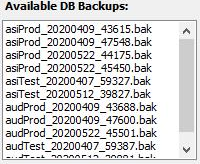 Available DB Backups:
asiProd_20200409_43615.bak
asiProd_20200409_47548.bak
asiProd_20200522_44175.bak
asiProd_20200522_45450.bak
asiTest_20200407_59327.bak
asiTest_20200512_39827.bak
audProd_20200409_43688.bak
audProd_20200409_47600.bak
audProd_20200522_45501.bak
audTest_20200407_59387.bak